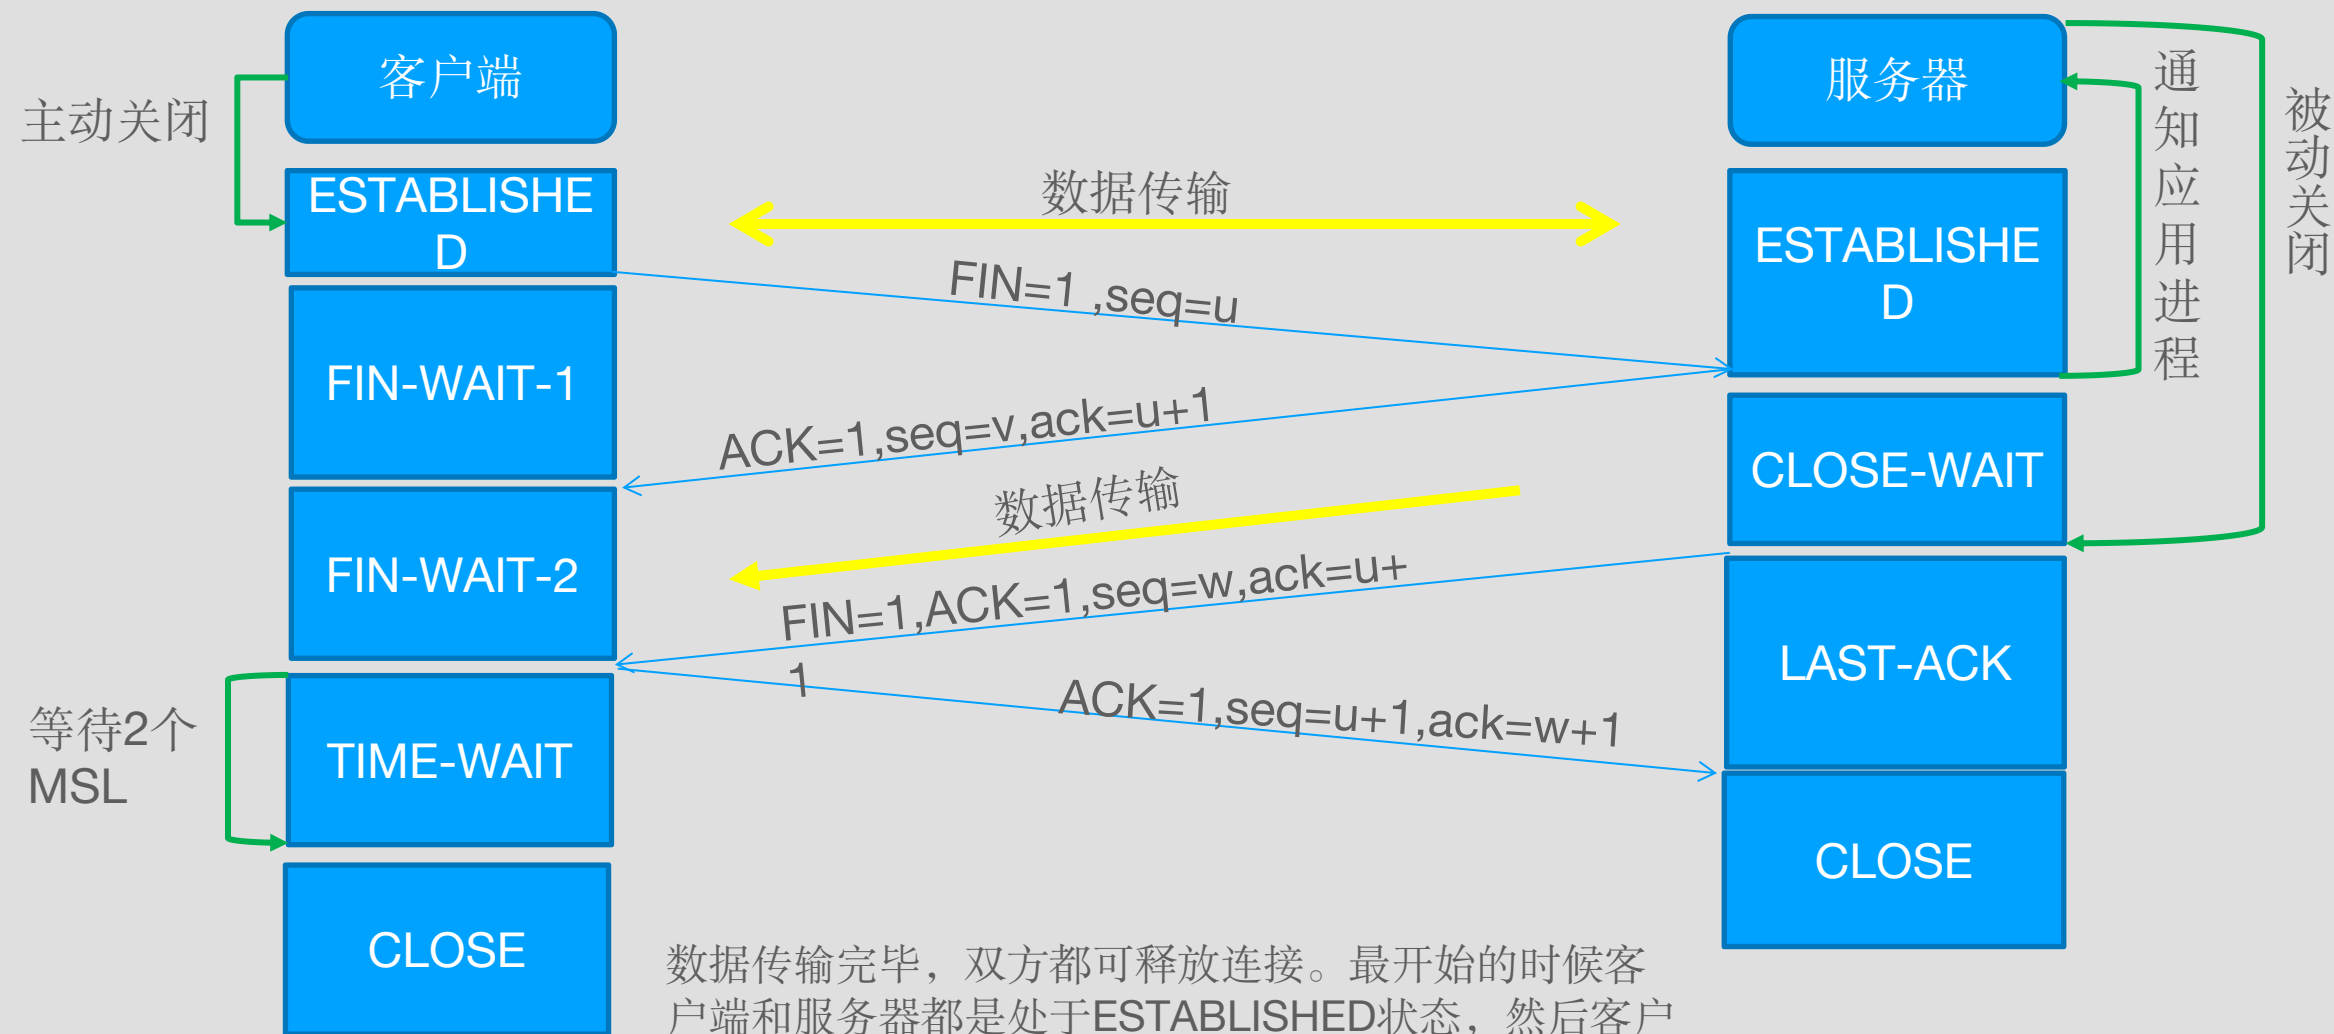 客户端
服务器
主动关闭
通知应用进程
被动关闭
ESTABLISHE
D
数据传输
ESTABLISHE
D
FIN=1 ,seq=u
FIN-WAIT-1
ACK=1,seq=v,ack=u+1
CLOSE-WAIT
数据传输
FIN-WAIT-2
FIN=1,ACK=1,seq=w,ack=u+
1
LAST-ACK
ACK=1,seq=u+1,ack=w+1
等待2个
MSL
TIME-WAIT
CLOSE
CLOSE
数据传输完毕，双方都可释放连接。最开始的时候客
户端和服务器都是处于ESTABLISHED状态，然后客户